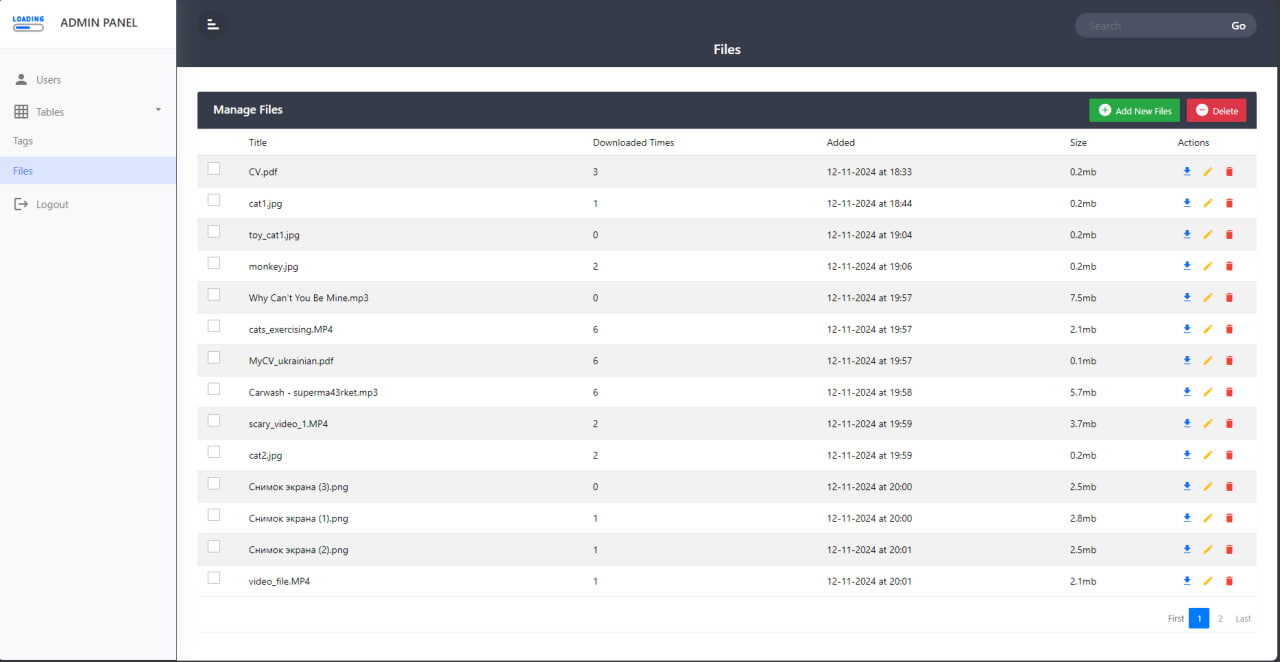 LOADING
ADMIN PANEL
Search
Go
Files
Users
Tables
Tags
Files
Logout
Manage Files
Add New Files
Delete
Title Downloaded Times Added Size Actions
CV.pdf 3 12-11-2024 at 18:33 0.2mb
cat1.jpg 1 12-11-2024 at 18:44 0.2mb
toy_cat1.jpg 0 12-11-2024 at 19:04 0.2mb
monkey.jpg 2 12-11-2024 at 19:06 0.2mb
Why Can't You Be Mine.mp3 0 12-11-2024 at 19:57 7.5mb
cats_exercising.MP4 6 12-11-2024 at 19:57 2.1mb
MyCV_ukrainian.pdf 6 12-11-2024 at 19:57 0.1mb
Carwash - superma43rket.mp3 6 12-11-2024 at 19:58 5.7mb
scary_video_1.MP4 2 12-11-2024 at 19:59 3.7mb
cat2.jpg 2 12-11-2024 at 19:59 0.2mb
Снимок экрана (3).png 0 12-11-2024 at 20:00 2.5mb
Снимок экрана (1).png 1 12-11-2024 at 20:00 2.8mb
Снимок экрана (2).png 1 12-11-2024 at 20:01 2.5mb
video_file.MP4 1 12-11-2024 at 20:01 2.1mb
First 1 2 Last